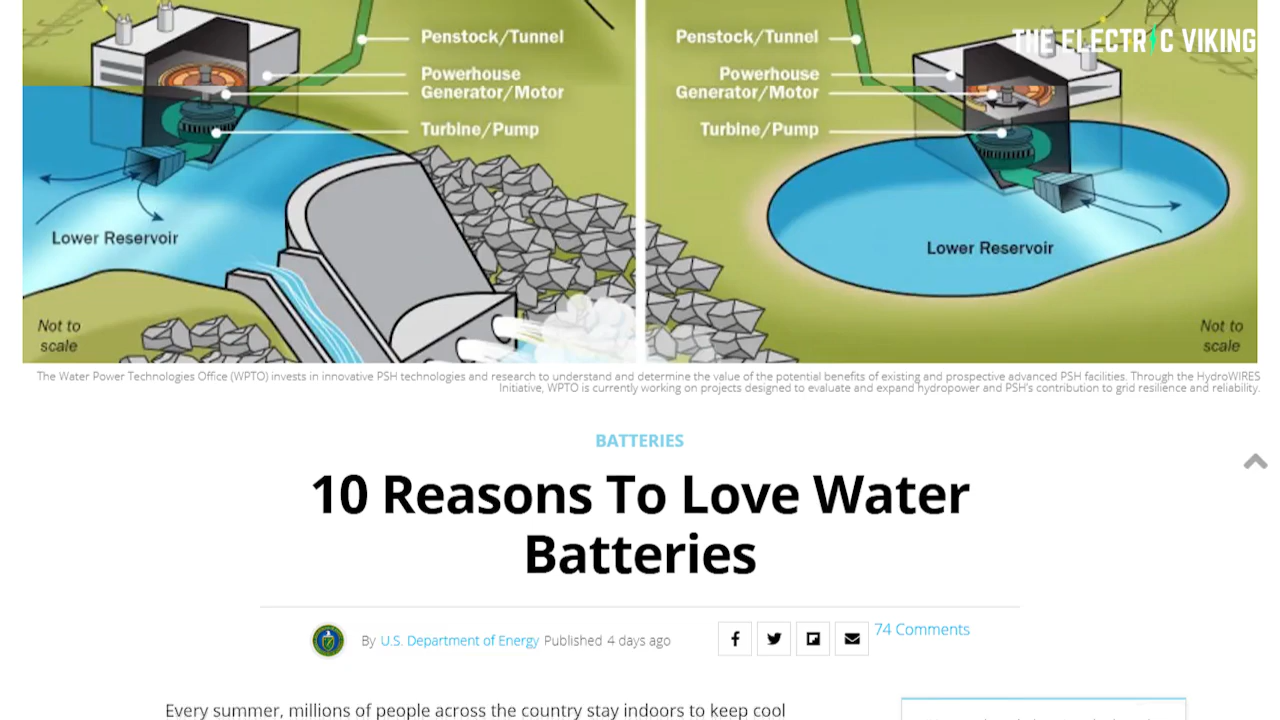 THE ELECTRIC VIKING
Penstock/Tunnel
Powerhouse
Generator/Motor
Turbine/Pump
Lower Reservoir
Not to
scale
Penstock/Tunnel
Powerhouse
Generator/Motor
Turbine/Pump
Lower Reservoir
Not to
scale
The Water Power Technologies Office (WPTO) invests in innovative PSH technologies and research to understand and determine the value of the potential benefits of existing and prospective advanced PSH facilities. Through the HydroWIRES
Initiative, WPTO is currently working on projects designed to evaluate and expand hydropower and PSH's contribution to grid resilience and reliability.
BATTERIES
10 Reasons To Love Water
Batteries
By U.S. Department of Energy Published 4 days ago
74 Comments
Every summer, millions of people across the country stay indoors to keep cool